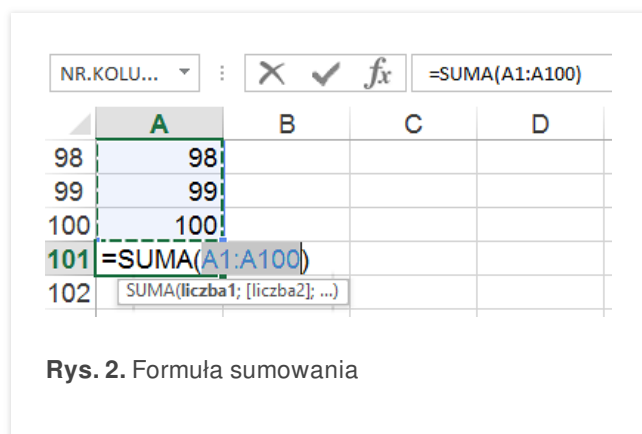 NR.KOLU... fx =SUMA(A1:A100)
A B C D
98 98
99 99
100 100
101 =SUMA(A1:A100)
102 SUMA(liczba1; [liczba2]; ...)
Rys. 2. Formuła sumowania